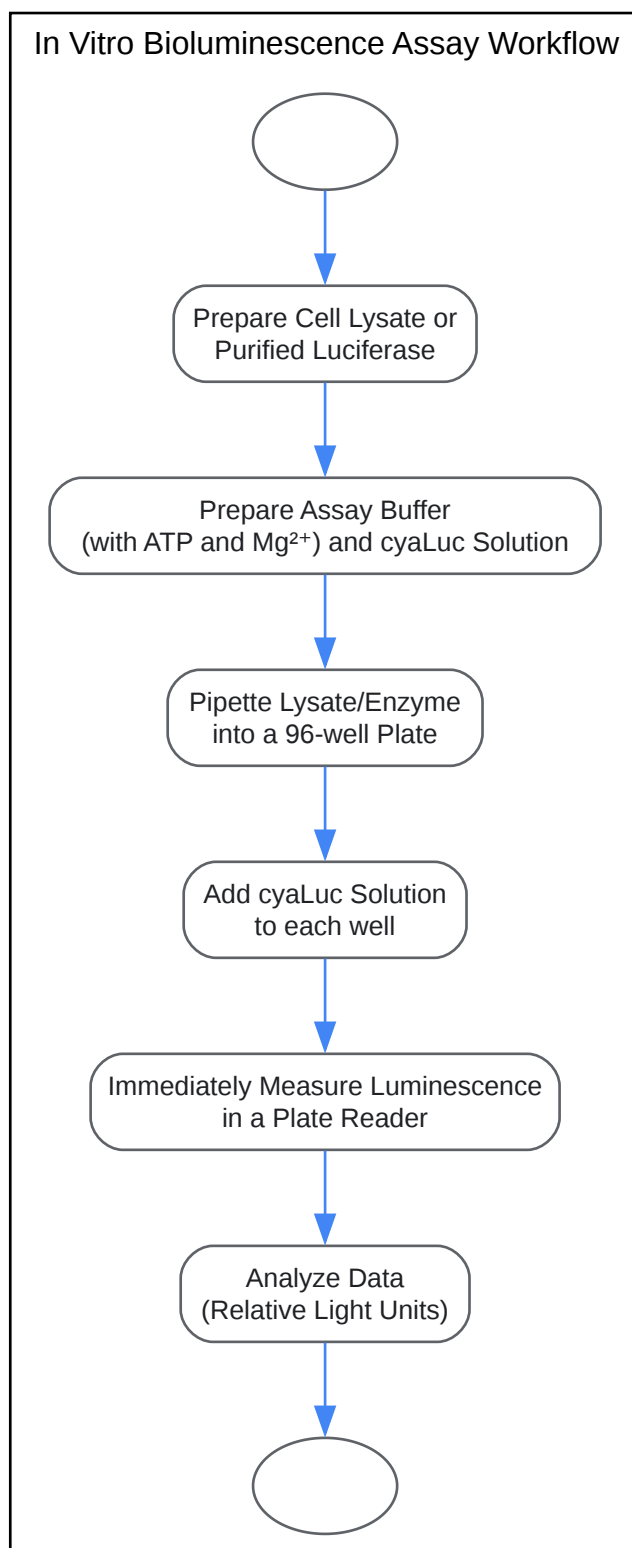 In Vitro Bioluminescence Assay Workflow
Prepare Cell Lysate or
Purified Luciferase
Prepare Assay Buffer
(with ATP and Mg²⁺) and cyaLuc Solution
Pipette Lysate/Enzyme
into a 96-well Plate
Add cyaLuc Solution
to each well
Immediately Measure Luminescence
in a Plate Reader
Analyze Data
(Relative Light Units)